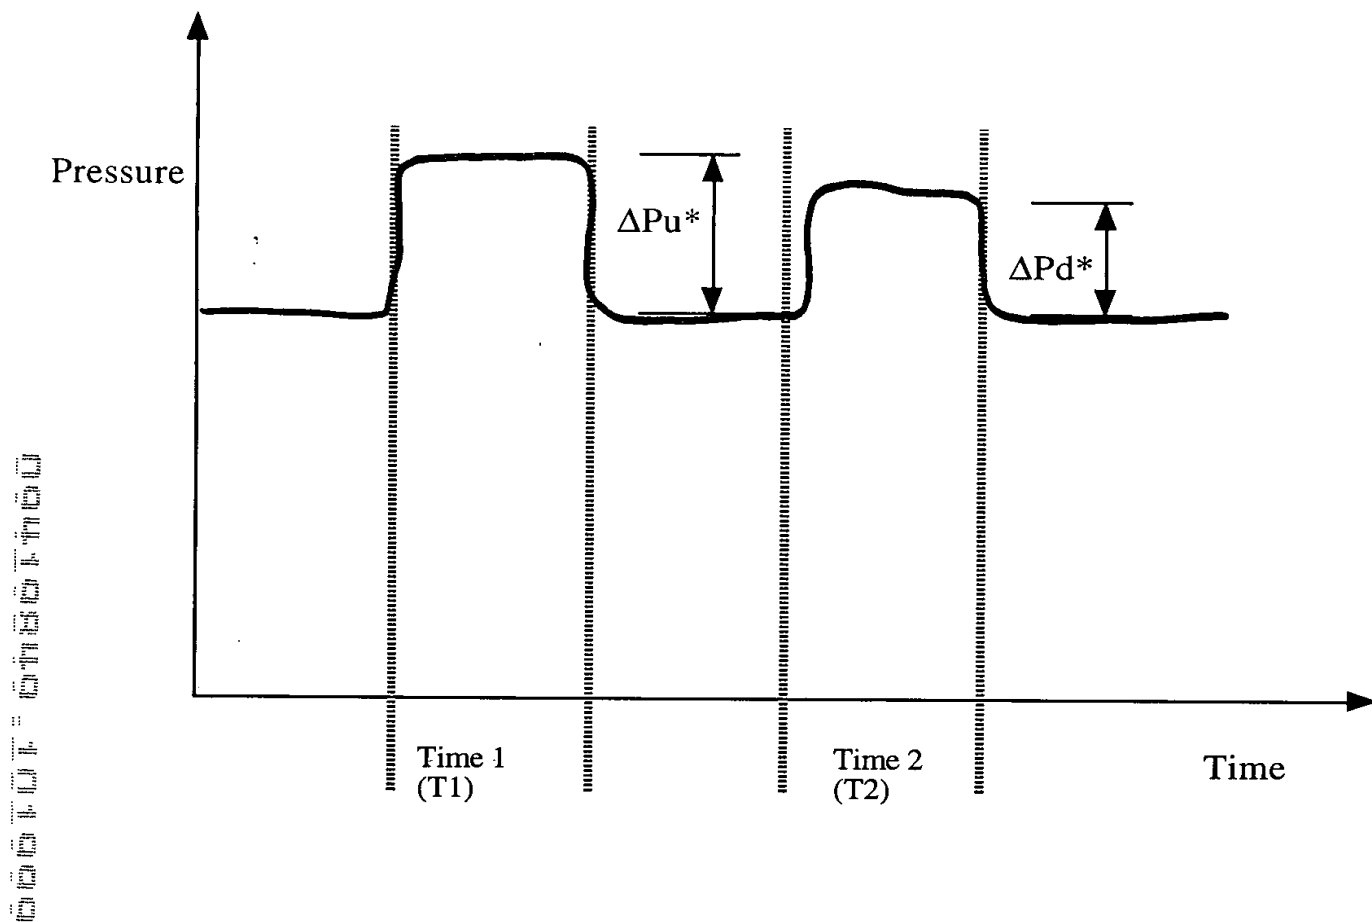 Pressure
ΔPu*
ΔPd*
Time 1
(T1)
Time 2
(T2)
Time